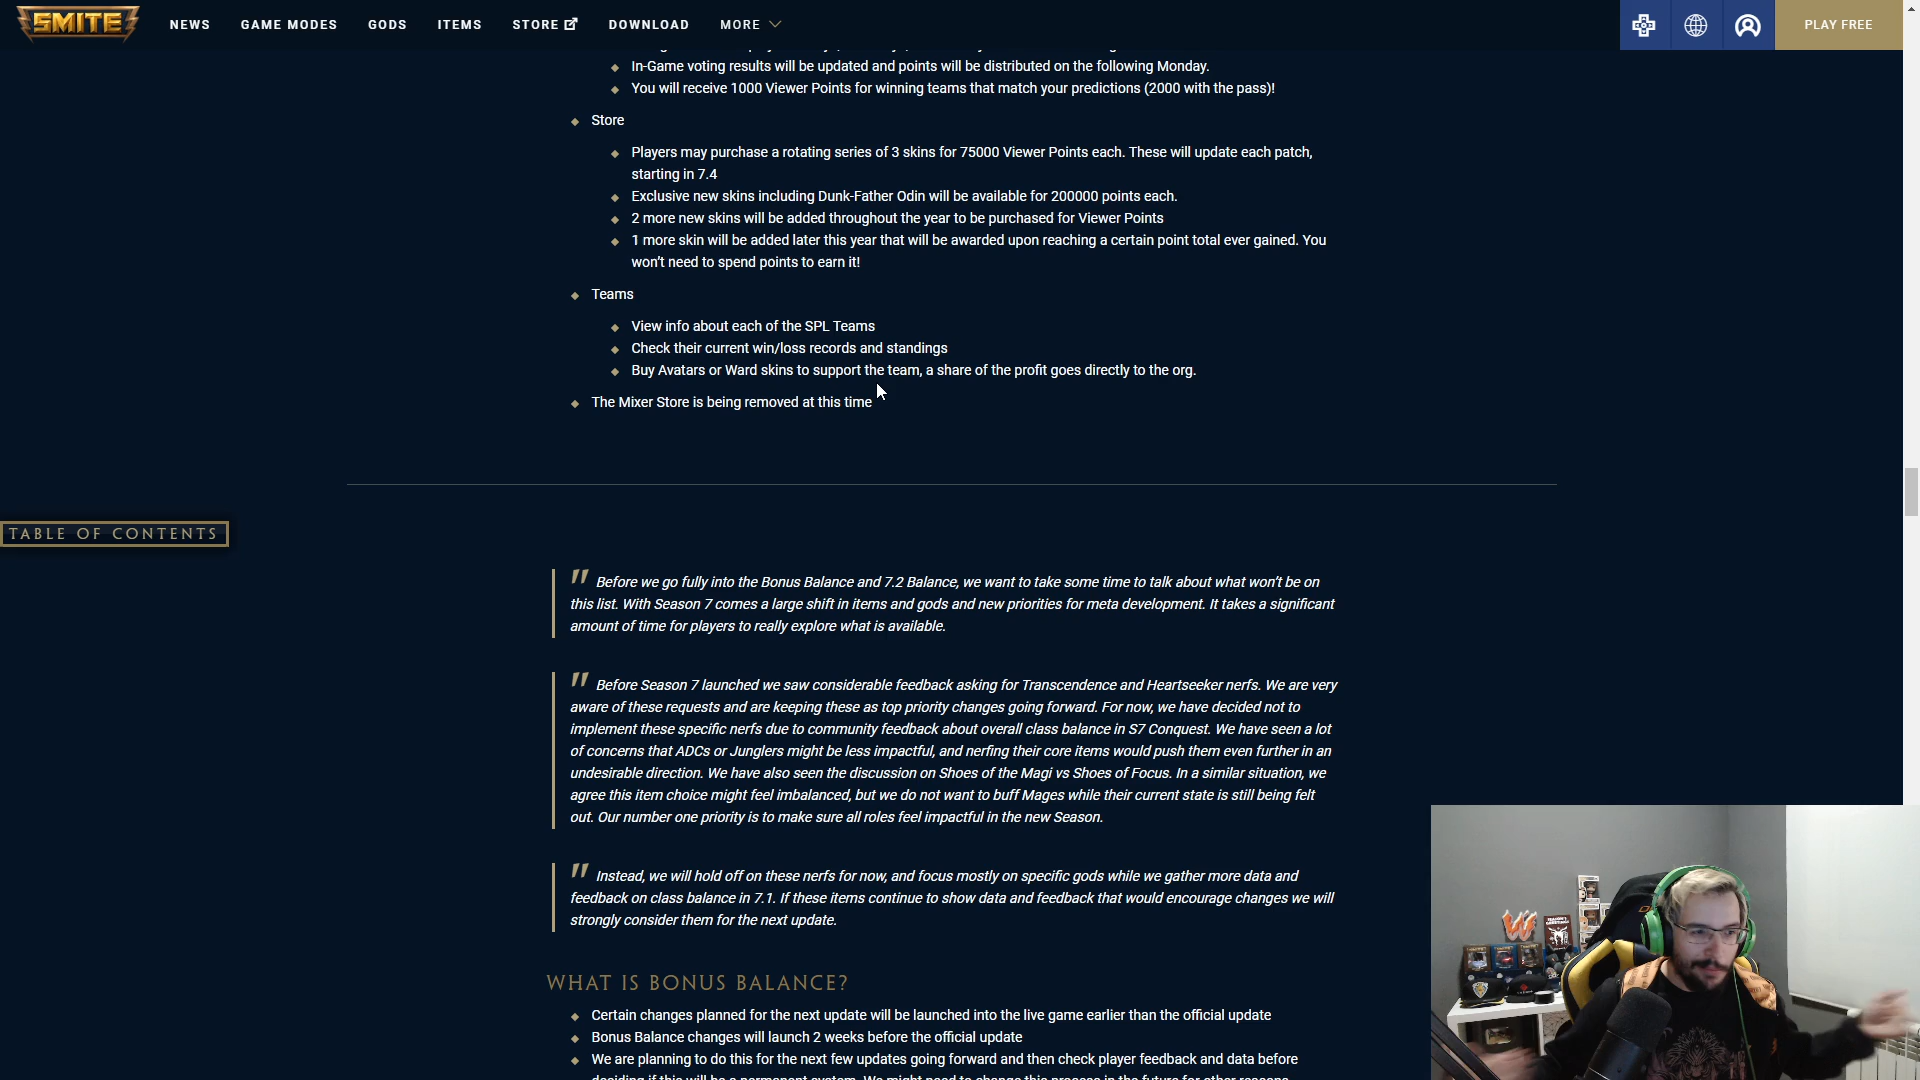 SMITE NEWS GAME MODES GODS ITEMS STORE DOWNLOAD MORE PLAY FREE
In-Game voting results will be updated and points will be distributed on the following Monday.
You will receive 1000 Viewer Points for winning teams that match your predictions (2000 with the pass)!
Store
Players may purchase a rotating series of 3 skins for 75000 Viewer Points each. These will update each patch,
starting in 7.4
Exclusive new skins including Dunk-Father Odin will be available for 200000 points each.
2 more new skins will be added throughout the year to be purchased for Viewer Points
1 more skin will be added later this year that will be awarded upon reaching a certain point total ever gained. You
won't need to spend points to earn it!
Teams
View info about each of the SPL Teams
Check their current win/loss records and standings
Buy Avatars or Ward skins to support the team, a share of the profit goes directly to the org.
The Mixer Store is being removed at this time
TABLE OF CONTENTS
" Before we go fully into the Bonus Balance and 7.2 Balance, we want to take some time to talk about what won't be on
this list. With Season 7 comes a large shift in items and gods and new priorities for meta development. It takes a significant
amount of time for players to really explore what is available.
" Before Season 7 launched we saw considerable feedback asking for Transcendence and Heartseeker nerfs. We are very
aware of these requests and are keeping these as top priority changes going forward. For now, we have decided not to
implement these specific nerfs due to community feedback about overall class balance in S7 Conquest. We have seen a lot
of concerns that ADCs or Junglers might be less impactful, and nerfing their core items would push them even further in an
undesirable direction. We have also seen the discussion on Shoes of the Magi vs Shoes of Focus. In a similar situation, we
agree this item choice might feel imbalanced, but we do not want to buff Mages while their current state is still being felt
out. Our number one priority is to make sure all roles feel impactful in the new Season.
" Instead, we will hold off on these nerfs for now, and focus mostly on specific gods while we gather more data and
feedback on class balance in 7.1. If these items continue to show data and feedback that would encourage changes we will
strongly consider them for the next update.
WHAT IS BONUS BALANCE?
Certain changes planned for the next update will be launched into the live game earlier than the official update
Bonus Balance changes will launch 2 weeks before the official update
We are planning to do this for the next few updates going forward and then check player feedback and data before